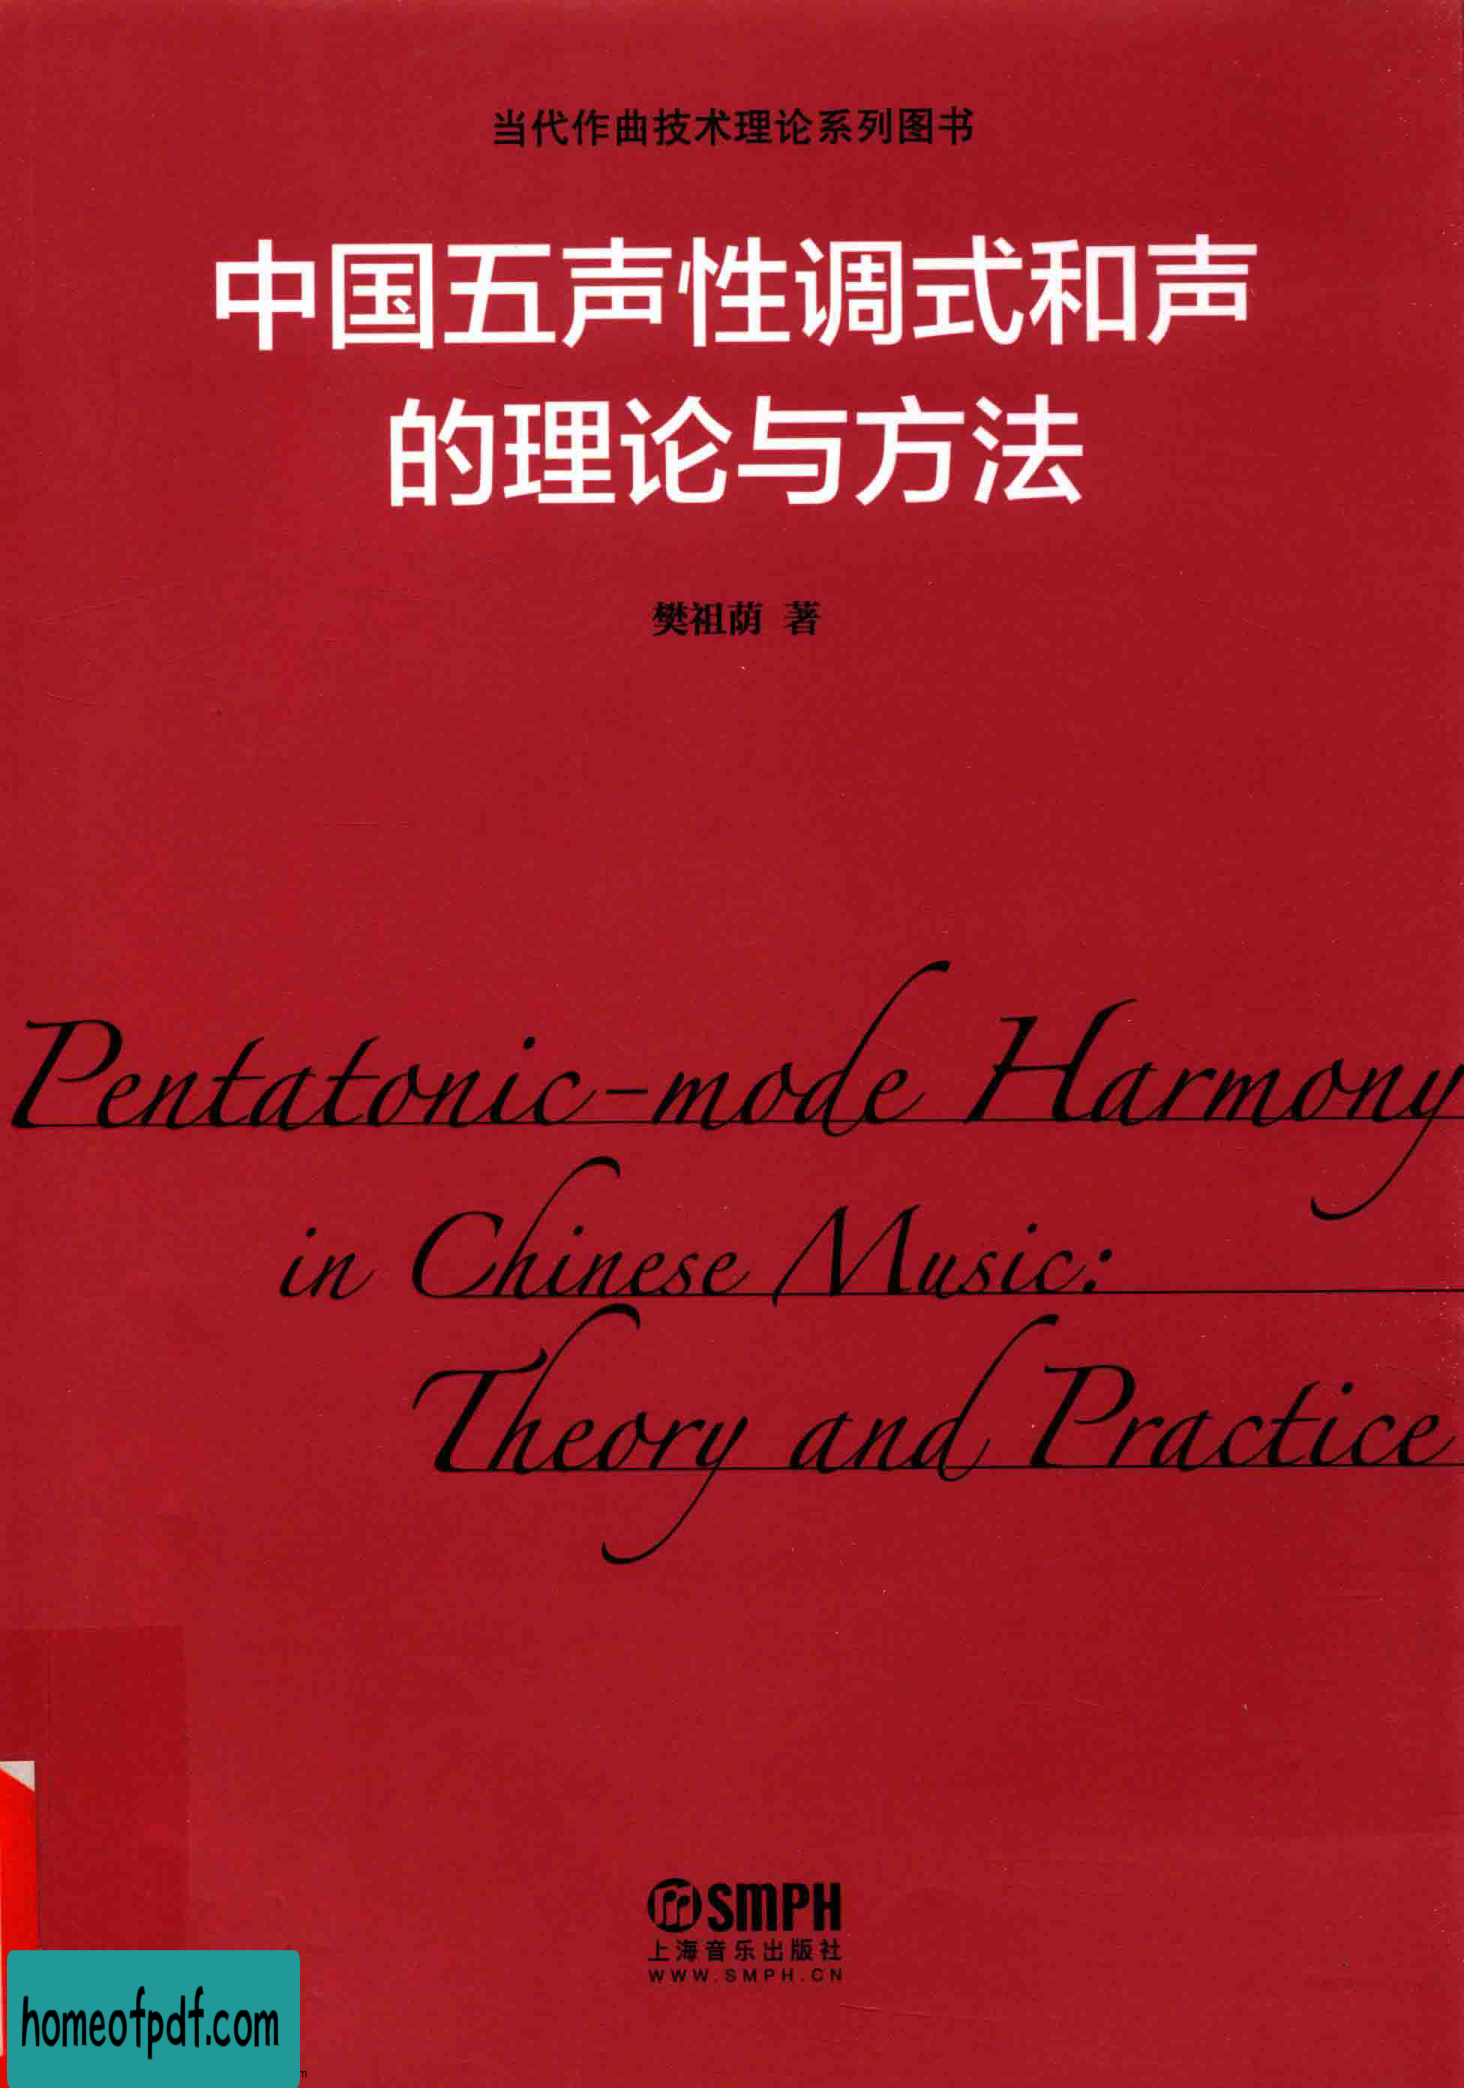 当代作曲技术理论系列图书
中国五声性调式和声
的理论与方法
樊祖荫 著
Pentatonic-mode Harmony
in Chinese Music:
Theory and Practice
SMPH
上海音乐出版社
WWW.SMPH.CN
homeofpdf.com
m